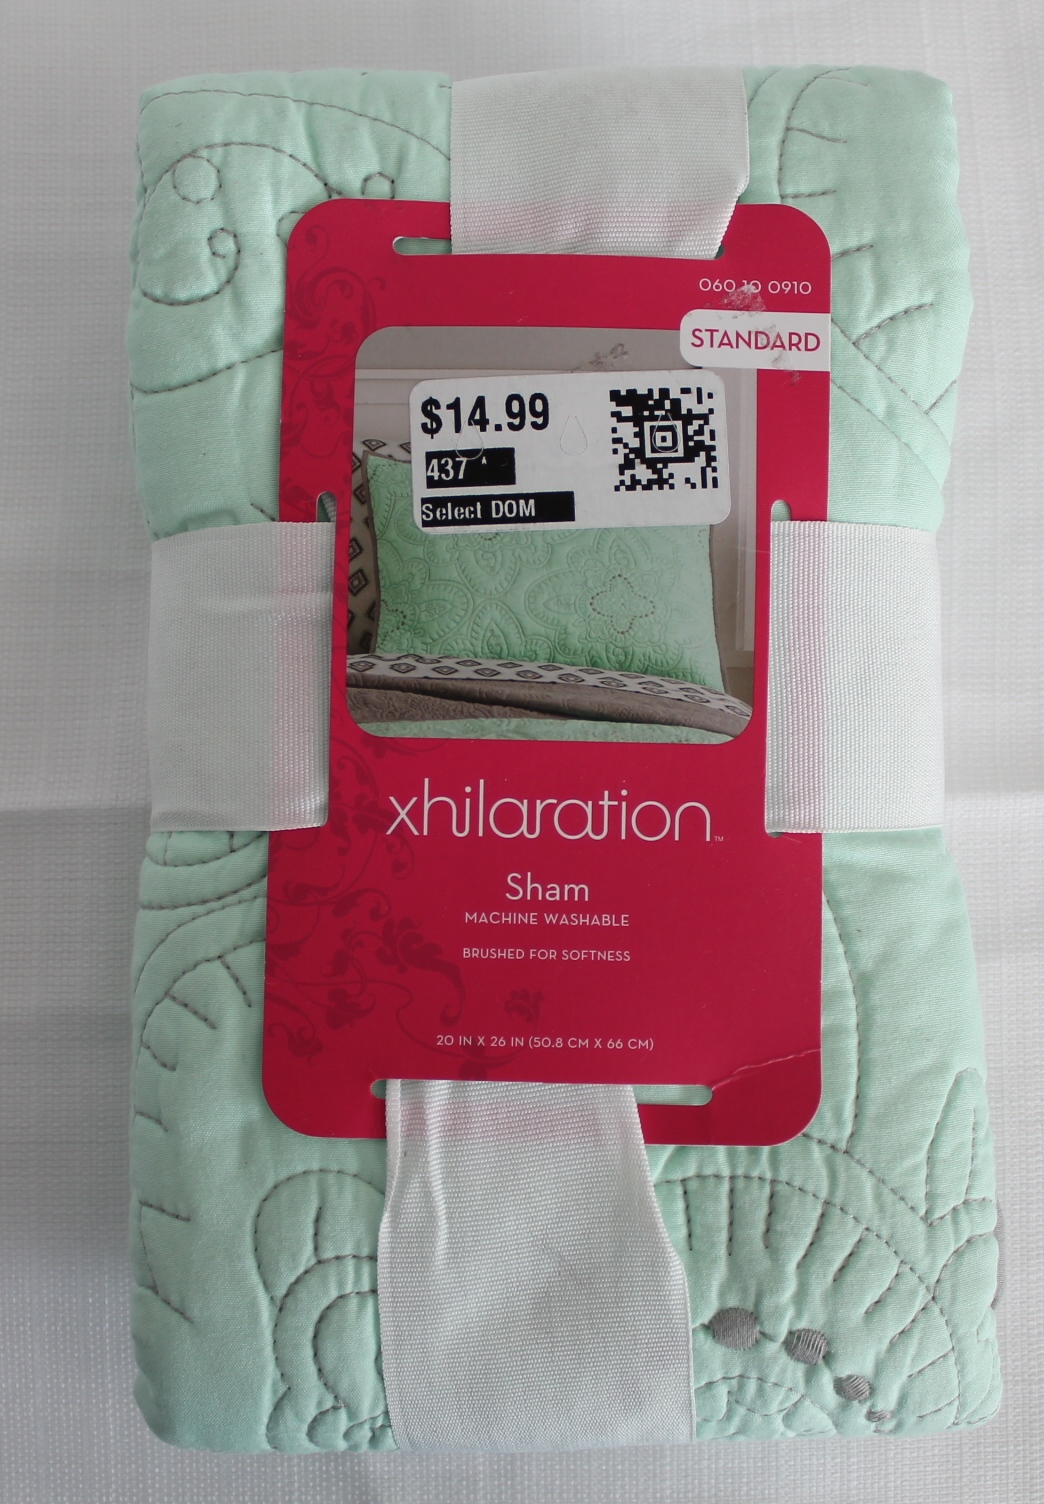 060 10 0910
STANDARD
$14.99
437 A
Select DOM
xhilaration™
Sham
MACHINE WASHABLE
BRUSHED FOR SOFTNESS
20 IN X 26 IN (50.8 CM X 66 CM)